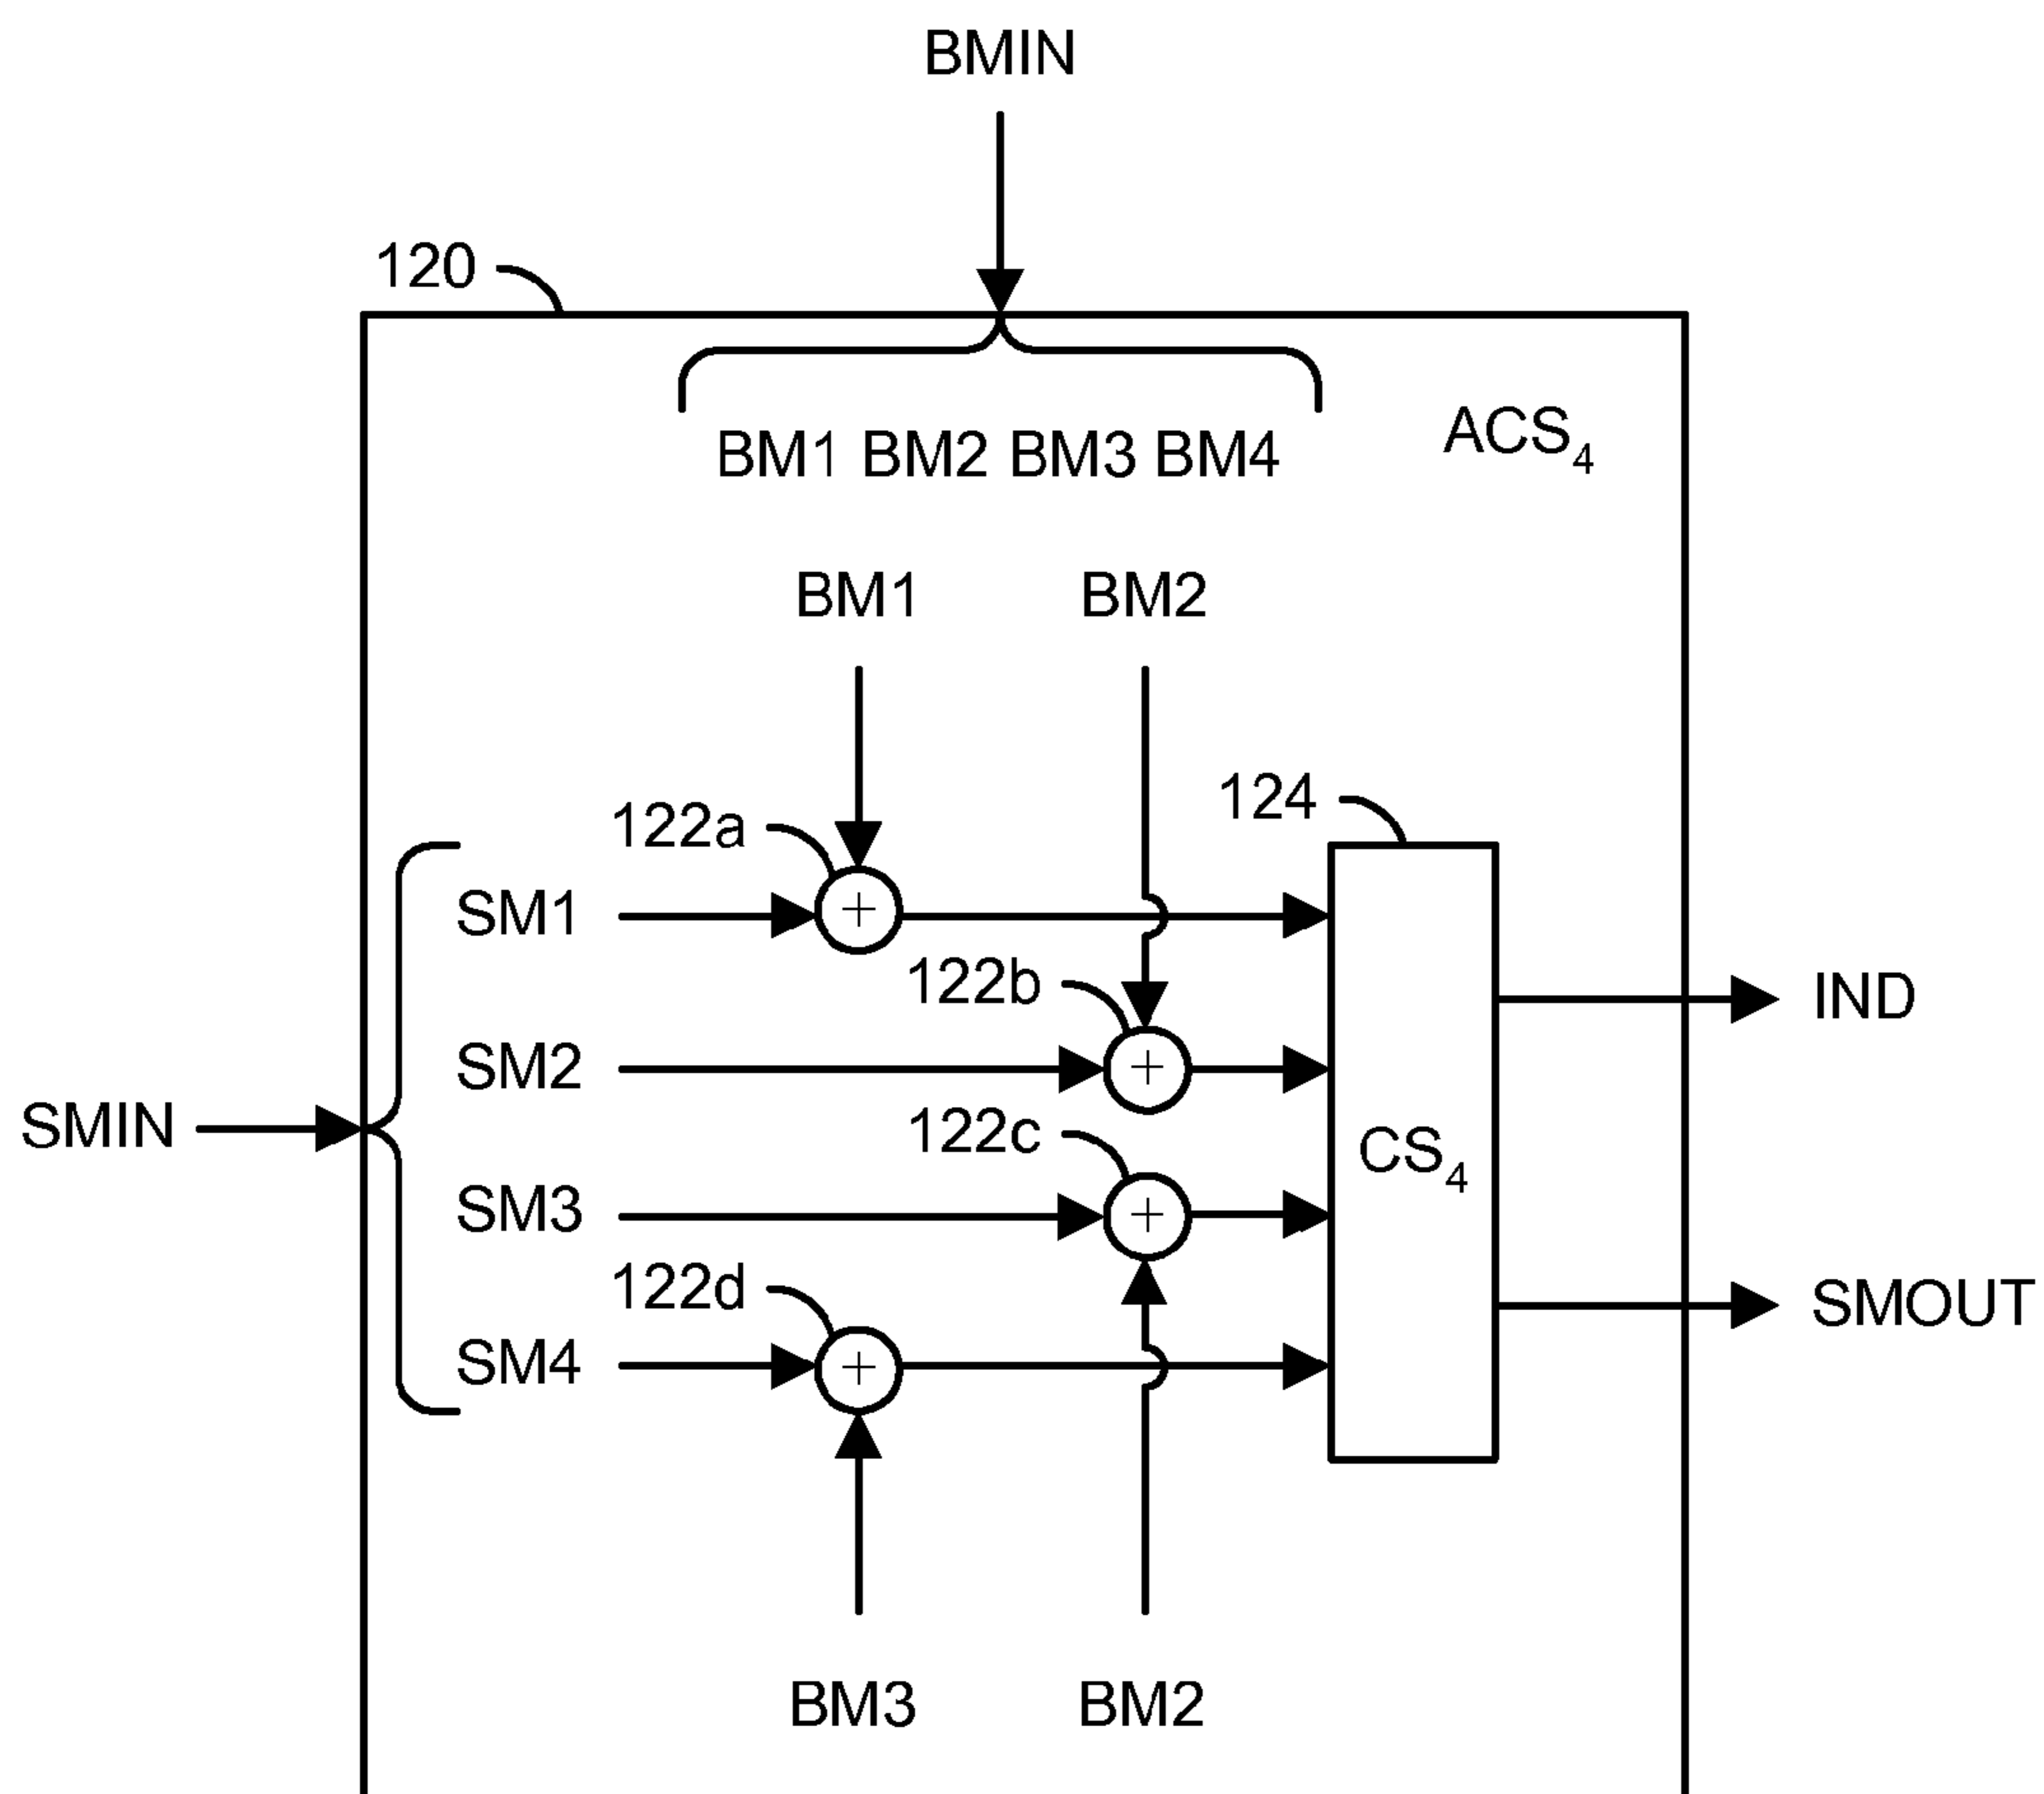 BMIN
120
BM1 BM2 BM3 BM4
ACS4
BM1
BM2
124
122a
SM1
122b
IND
SM2
SMIN
122c
CS4
SM3
122d
SMOUT
SM4
BM3
BM2